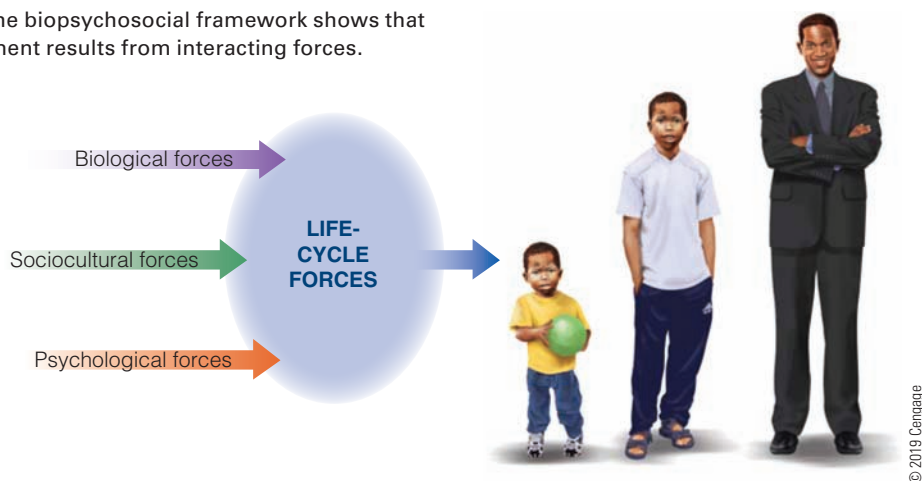 ne biopsychosocial framework shows that
ment results from interacting forces.
Biological forces
Sociocultural forces
Psychological forces
LIFE-
CYCLE
FORCES
© 2019 Cengage